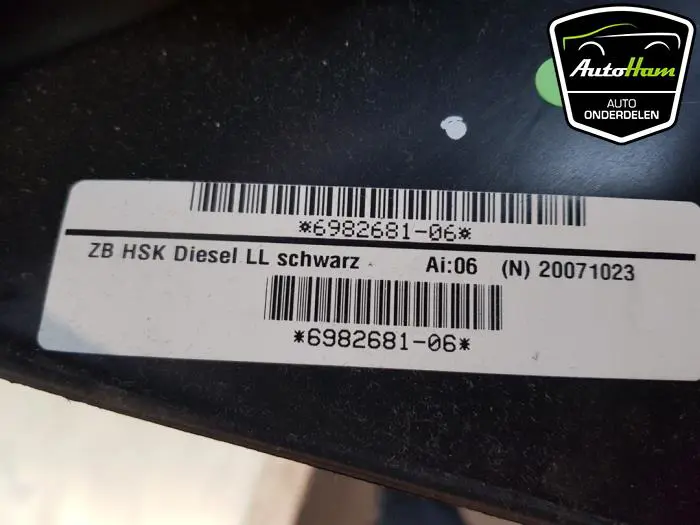 AutoHam
AUTO
ONDERDELEN
*6982681-06*
ZB HSK Diesel LL schwarz Ai:06 (N) 20071023
*6982681-06*